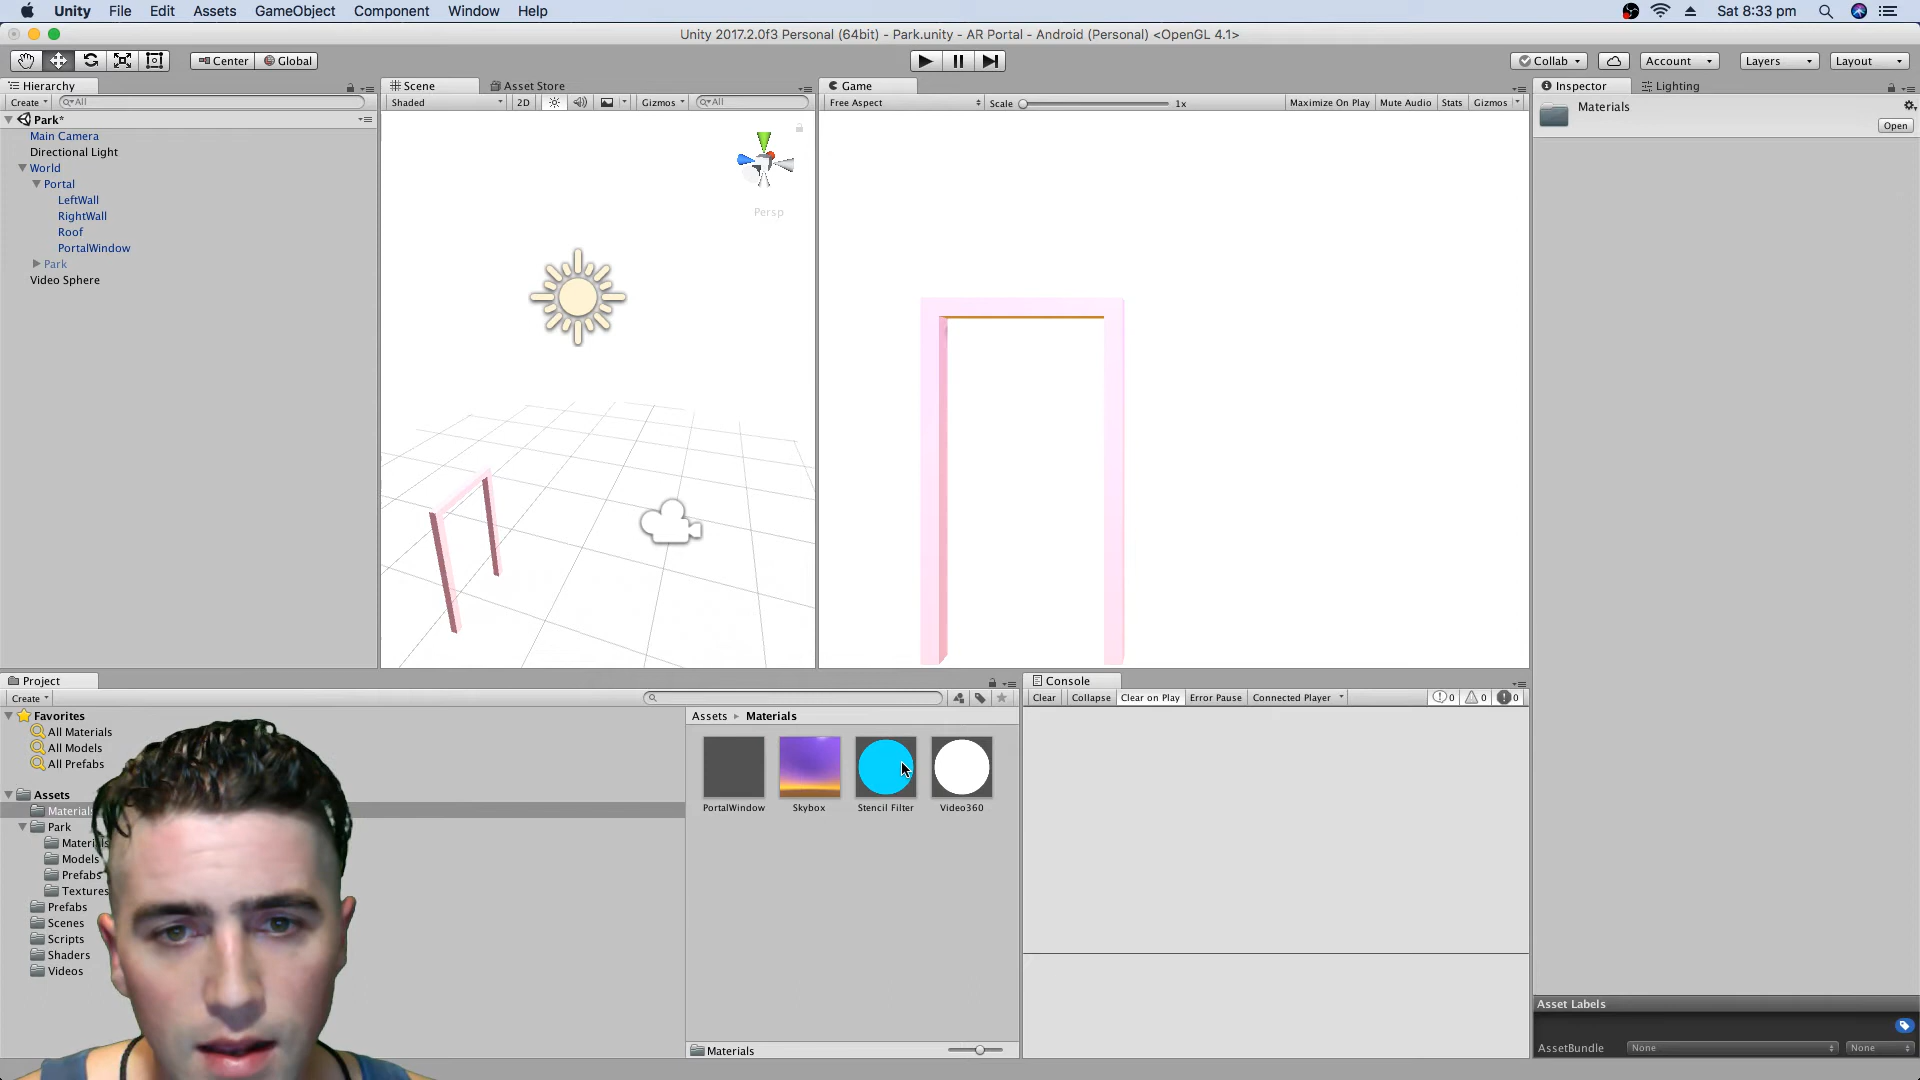 Unity File Edit Assets GameObject Component Window Help Sat 8:33 pm
Unity 2017.2.0f3 Personal (64bit) - Park.unity - AR Portal - Android (Personal) <OpenGL 4.1>
Center Global Collab Account Layers Layout
Hierarchy Scene Asset Store Game Inspector Lighting
Create All Shaded 2D Gizmos All Free Aspect Scale 1x Maximize On Play Mute Audio Stats Gizmos Materials
Park*
Open
Main Camera
Directional Light
World
Portal
LeftWall
RightWall
Roof
PortalWindow
Park
Video Sphere
Persp
Project Console
Create Clear Collapse Clear on Play Error Pause Connected Player 0 0 0
Favorites Assets Materials
All Materials
All Models
All Prefabs
Assets
PortalWindow Skybox Stencil Filter Video360
Materials
Park
Materials
Models
Prefabs
Textures
Prefabs
Scenes
Scripts
Shaders
Videos
Asset Labels
Materials
AssetBundle None None